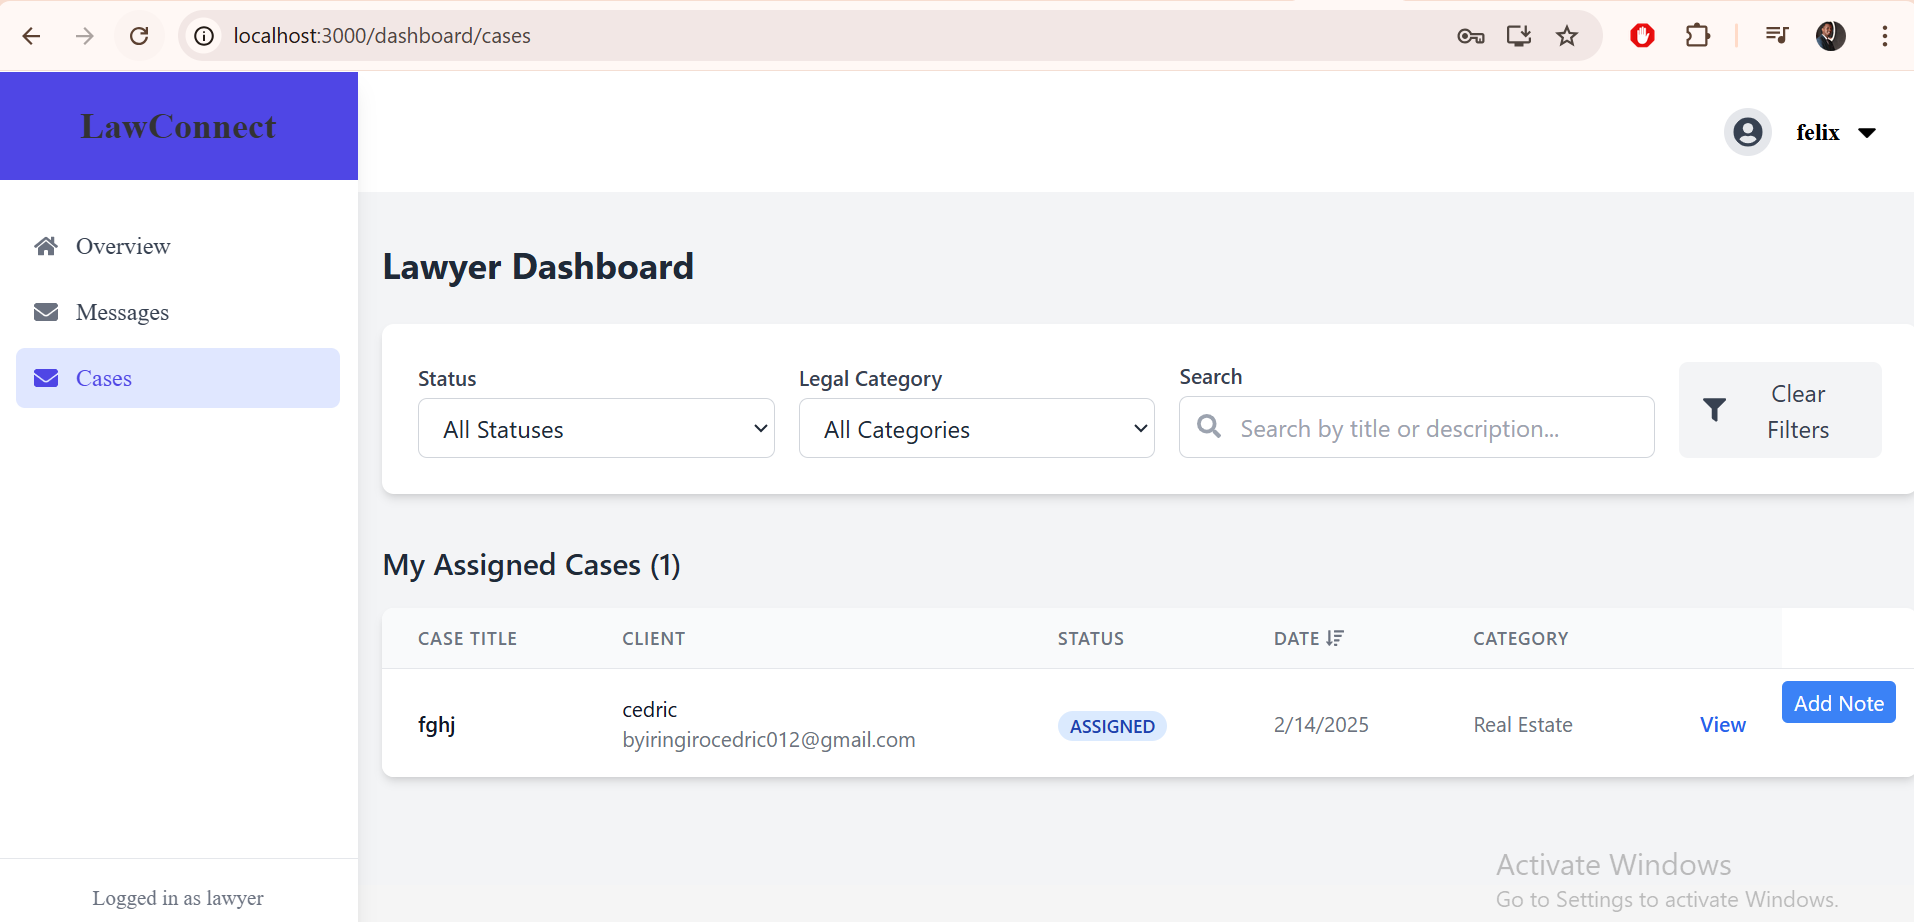 localhost:3000/dashboard/cases
LawConnect
felix
Overview
Messages
Cases
Lawyer Dashboard
Status
Legal Category
Search
All Statuses
All Categories
Search by title or description...
Clear
Filters
My Assigned Cases (1)
CASE TITLE CLIENT STATUS DATE CATEGORY
fghj cedric ASSIGNED 2/14/2025 Real Estate View Add Note
byiringirocedric012@gmail.com
Logged in as lawyer
Activate Windows
Go to Settings to activate Windows.